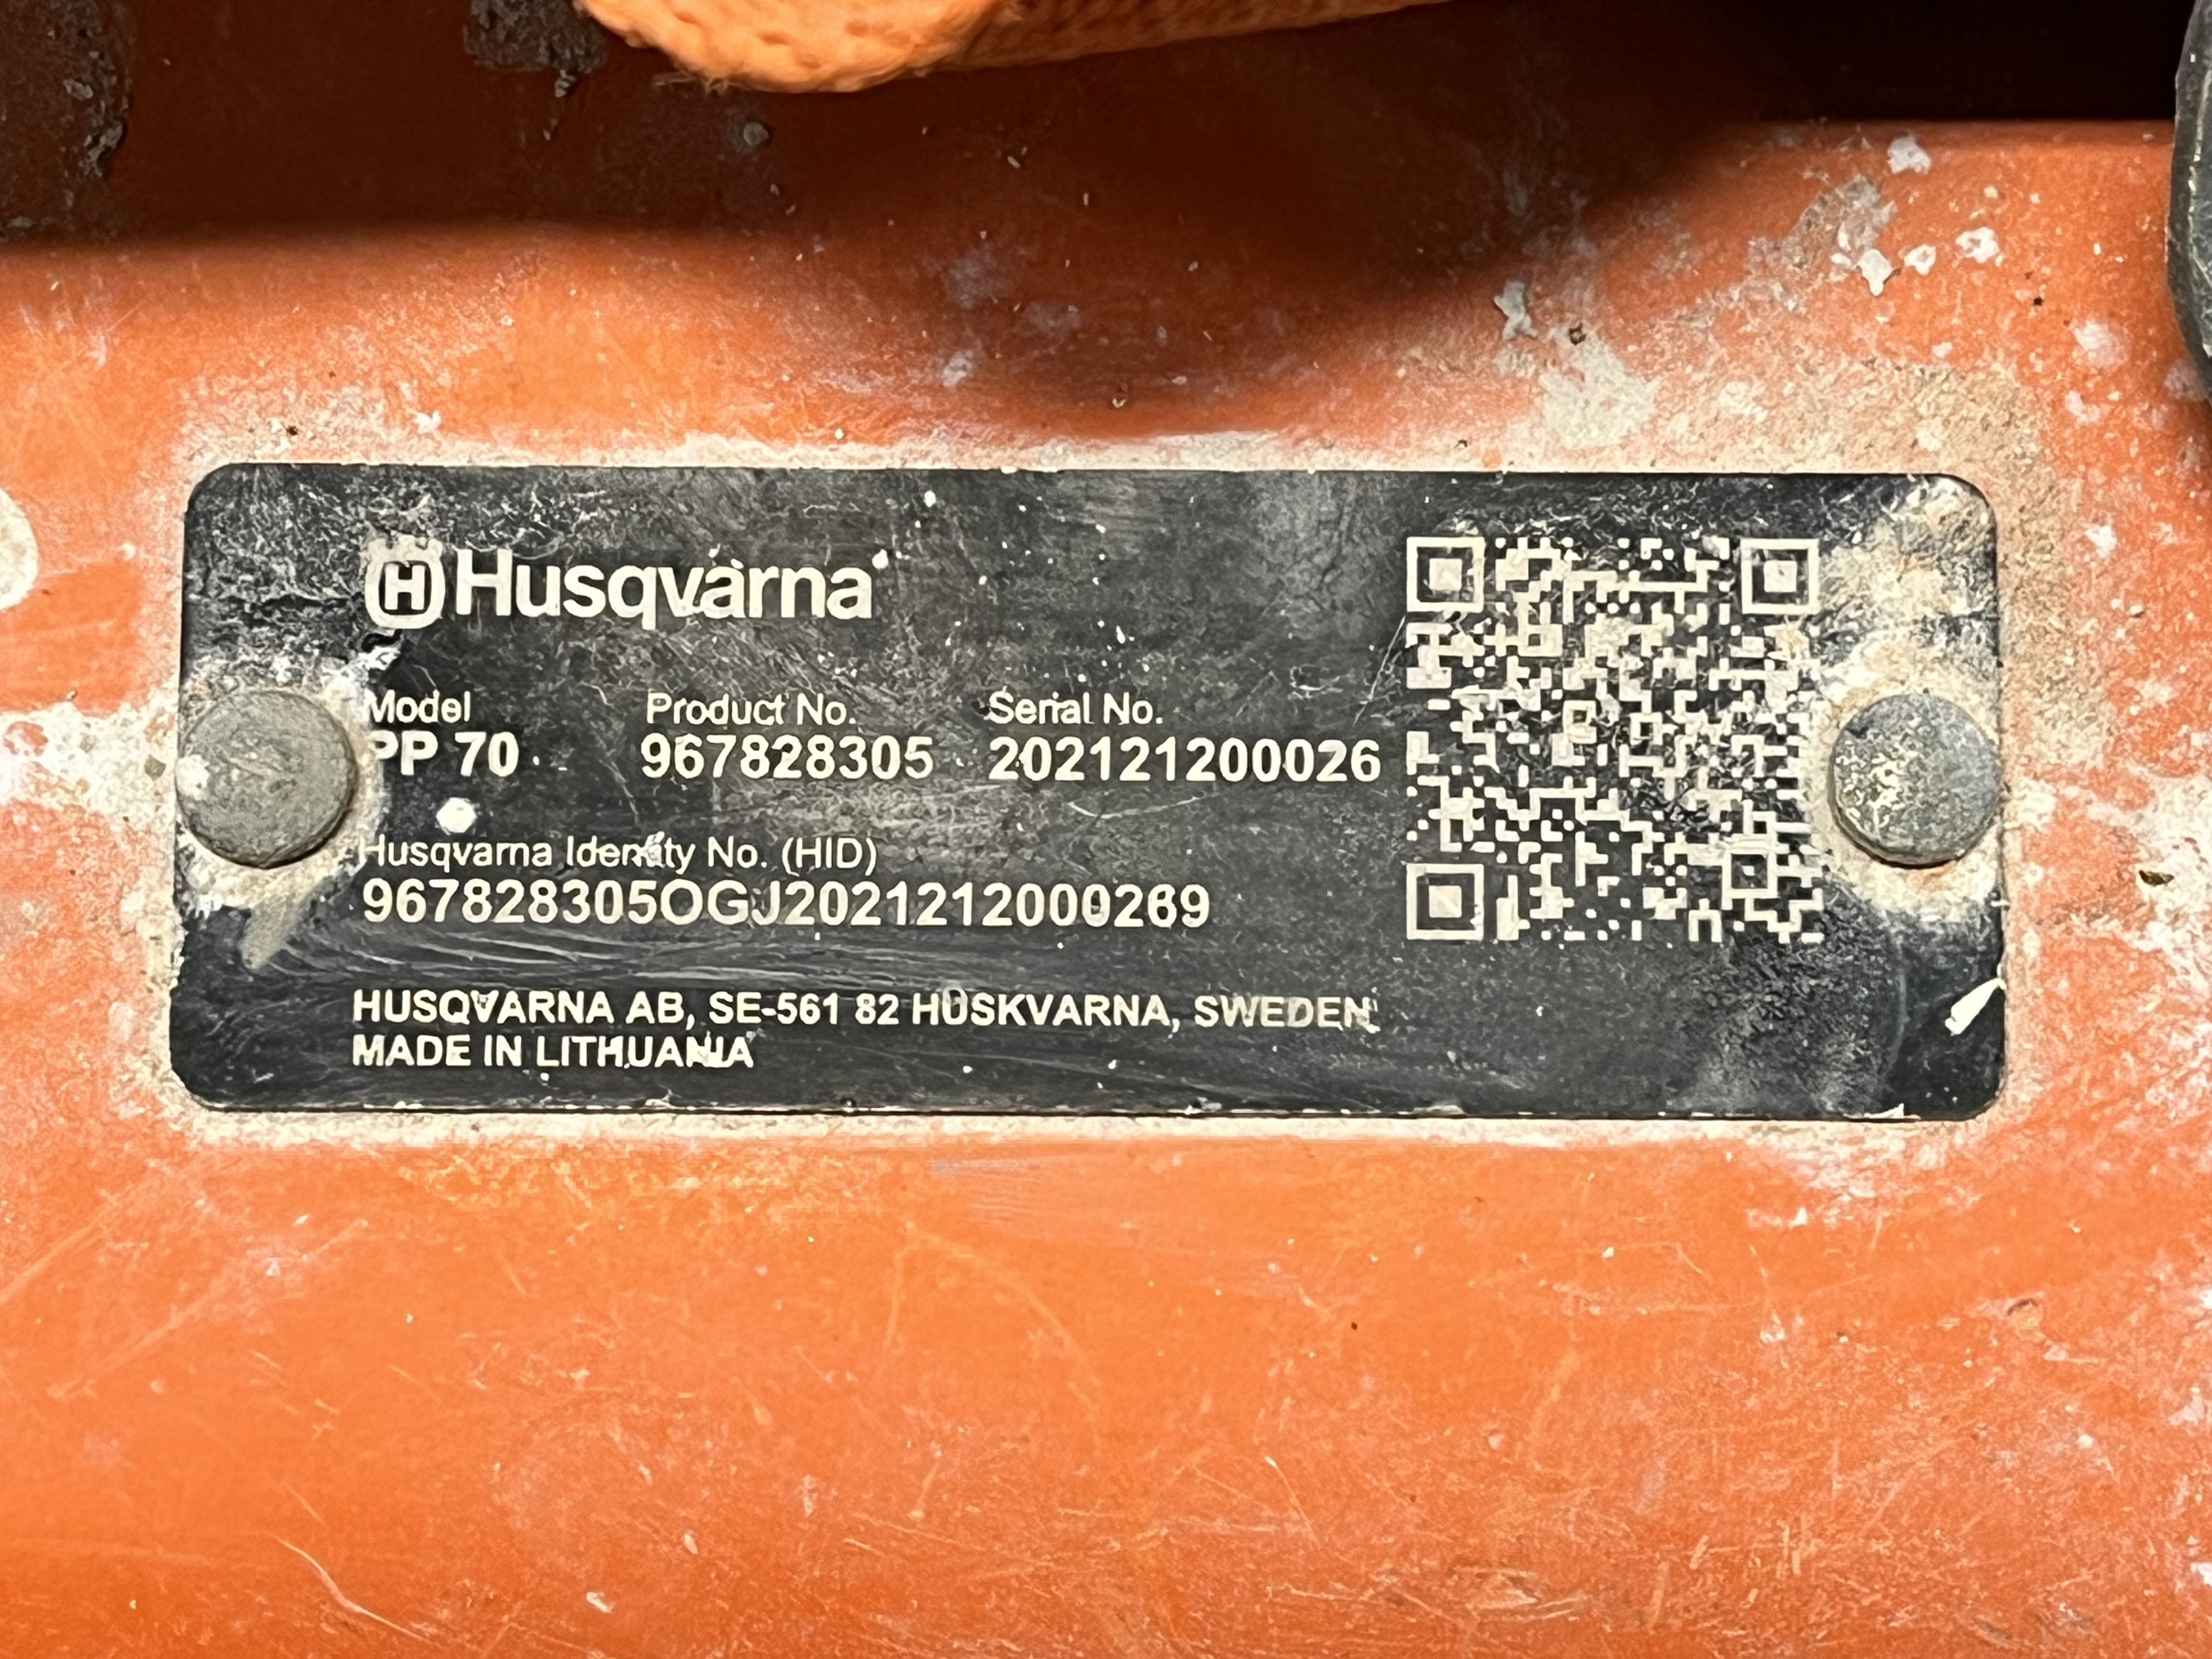 Husqvarna
Model Product No. Serial No.
PP 70 967828305 202121200026
Husqvarna Identity No. (HID)
967828305OGJ2021212000269
HUSQVARNA AB, SE-561 82 HUSKVARNA, SWEDEN
MADE IN LITHUANIA